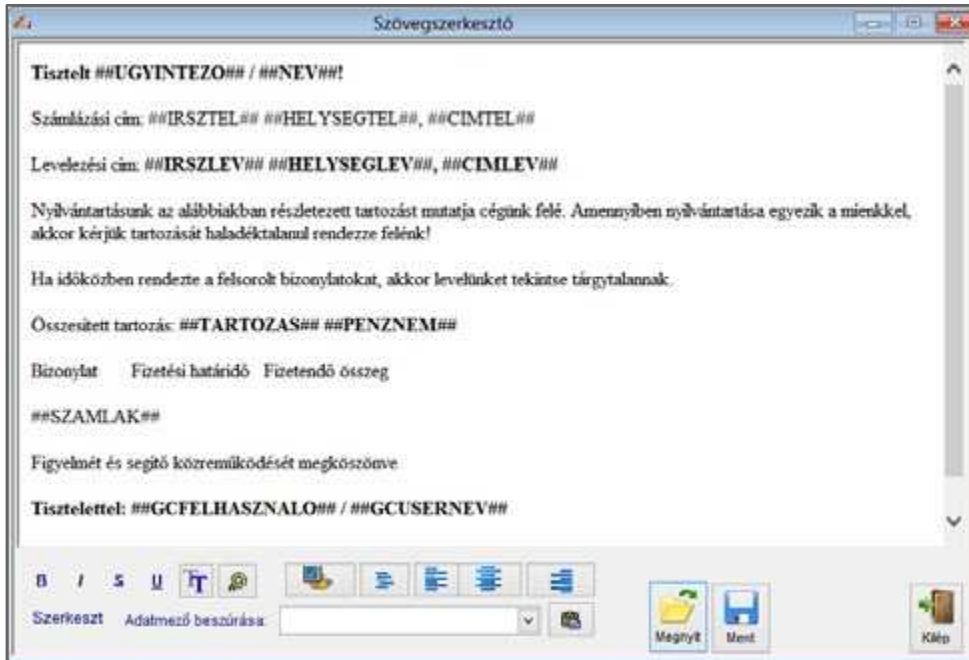 Szövegszerkesztő
Tisztelt ##UGYINTEZO## / ##NEV##!
Számlázási cím: ##IRSZTEL## ##HELYSEGTEL##, ##CIMTEL##
Levelezési cím: ##IRSZLEV## ##HELYSEGLEV##, ##CIMLEV##
Nyilvántartásunk az alábbiakban részletezett tartozást mutatja cégünk felé. Amennyiben nyilvántartása egyezik a mienkkel,
akkor kérjük tartozását haladéktalanul rendezze felénk!
Ha időközben rendezte a felsorolt bizonylatokat, akkor levelünket tekintse tárgytalannak.
Összesített tartozás: ##TARTOZAS## ##PENZNEM##
Bizonylat Fizetési határidő Fizetendő összeg
##SZAMLAK##
Figyelmét és segítő közreműködését megköszönve
Tisztelettel: ##GCFELHASZNALO## / ##GCUSERNEV##
B I S U T
Szerkeszt Adatmező beszúrása:
Megnyit Ment Kilép